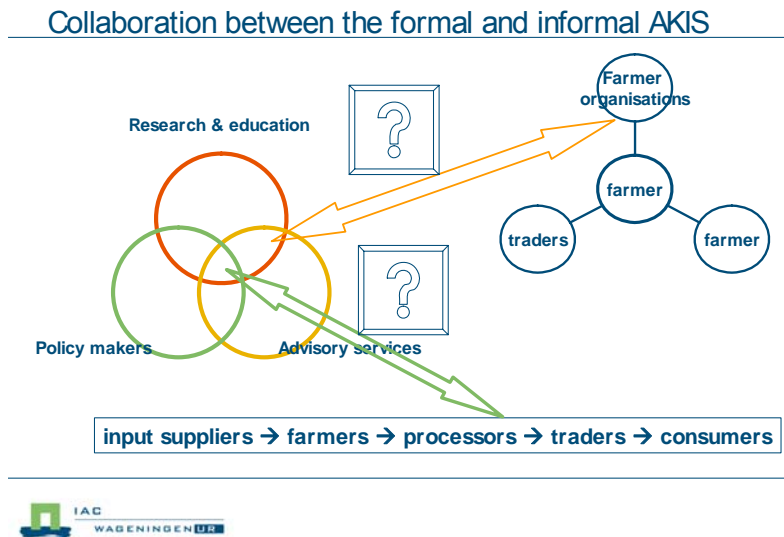 Collaboration between the formal and informal AKIS
Farmer
organisations
?
Research & education
farmer
traders
farmer
?
Policy makers
Advisory services
input suppliers → farmers → processors → traders → consumers
IAC
WAGENINGEN UR